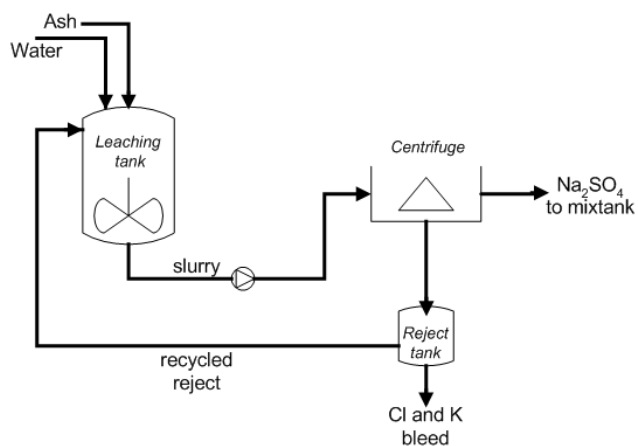 Ash
Water
Leaching
tank
Centrifuge
Na₂SO₄
to mixtank
slurry
Reject
tank
recycled
reject
Cl and K
bleed